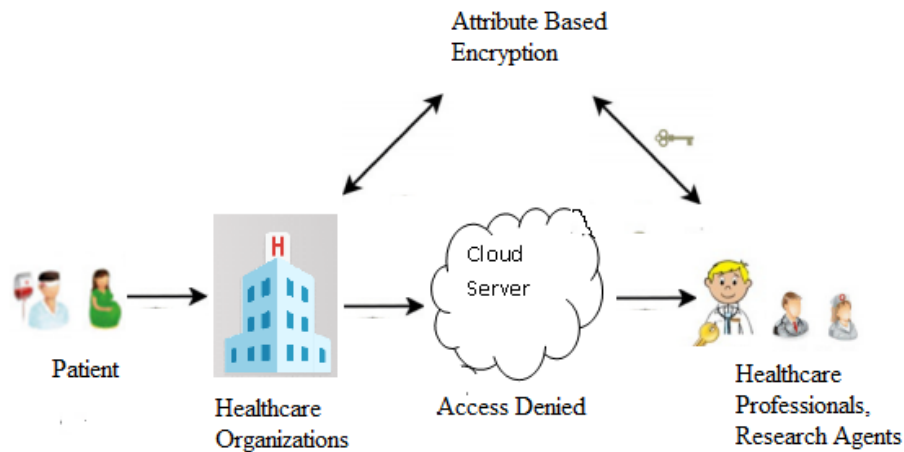 Attribute Based
Encryption
H
Cloud
Server
Patient
Healthcare
Organizations
Access Denied
Healthcare
Professionals,
Research Agents